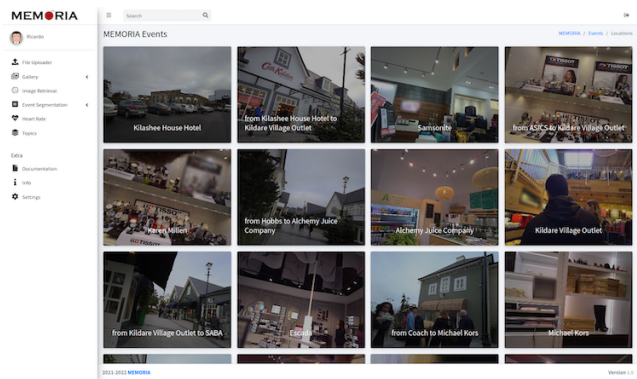 MEMORIA
Search
Ricardo
MEMORIA Events
MEMORIA / Events / Locations
File Uploader
Gallery
Image Retrieval
Event Segmentation
Heart Rate
Topics
Extra
Documentation
Info
Settings
Kilashee House Hotel
from Kilashee House Hotel to
Kildare Village Outlet
Samsonite
from ASICS to Kildare Village Outlet
Karen Millen
from Hobbs to Alchemy Juice
Company
Alchemy Juice Company
Kildare Village Outlet
from Kildare Village Outlet to SABA
Escada
from Coach to Michael Kors
Michael Kors
2021-2022 MEMORIA
Version 1.0